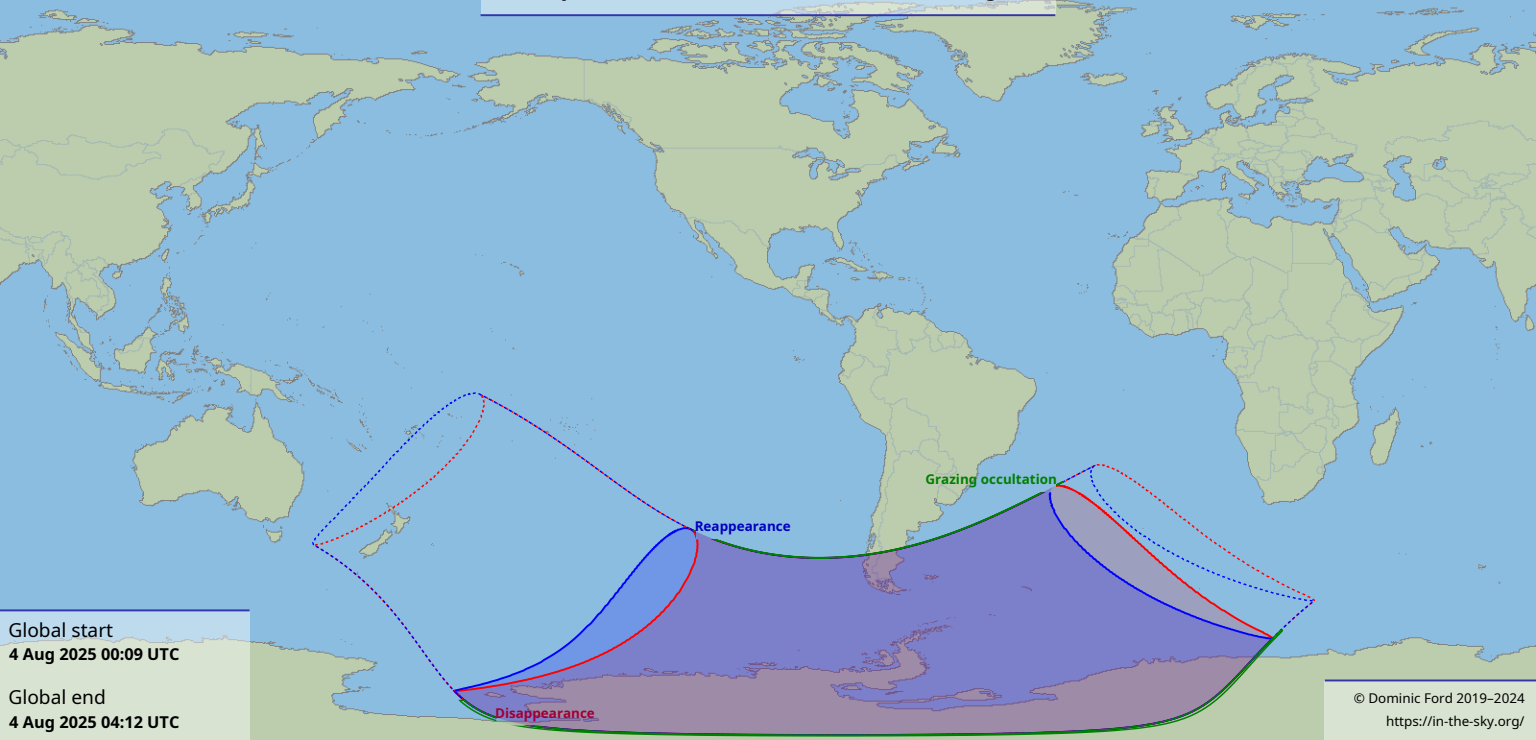 Grazing occultation
Reappearance
Disappearance
Global start
4 Aug 2025 00:09 UTC
Global end
4 Aug 2025 04:12 UTC
© Dominic Ford 2019–2024
https://in-the-sky.org/